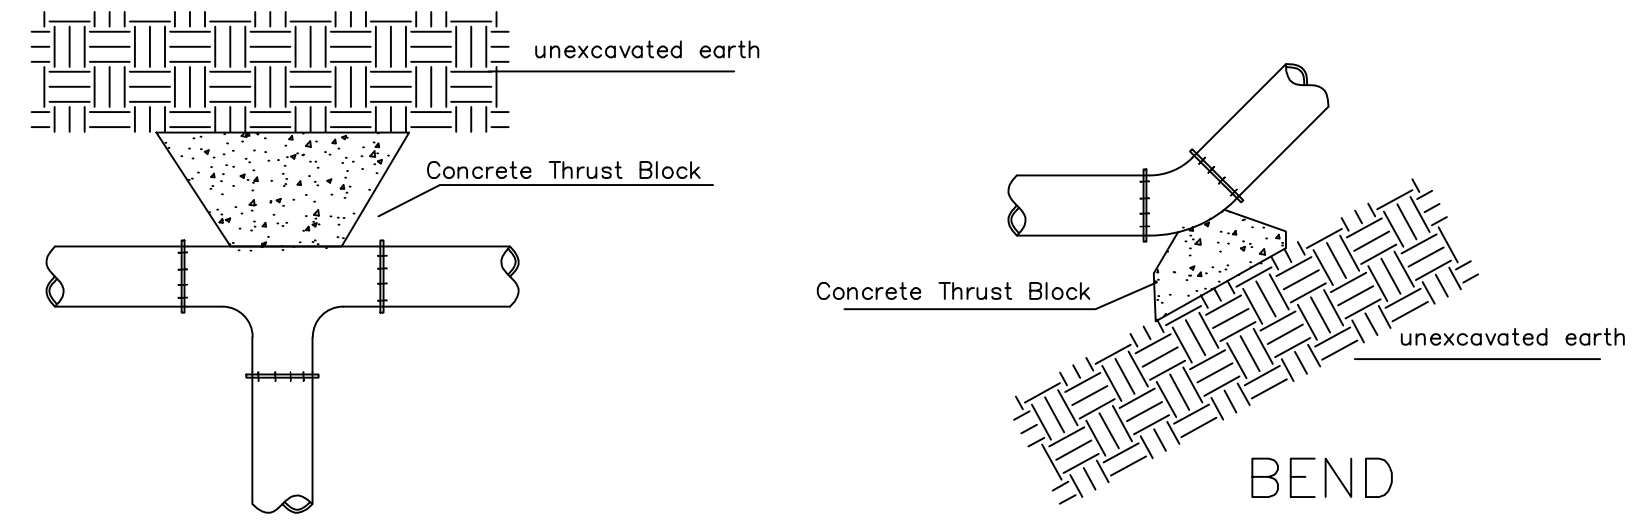 unexcavated earth
Concrete Thrust Block
Concrete Thrust Block
unexcavated earth
BEND